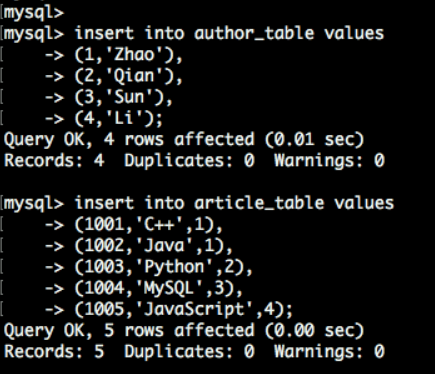 mysql>
mysql> insert into author_table values
-> (1,'Zhao'),
-> (2,'Qian'),
-> (3,'Sun'),
-> (4,'Li');
Query OK, 4 rows affected (0.01 sec)
Records: 4  Duplicates: 0  Warnings: 0

mysql> insert into article_table values
-> (1001,'C++',1),
-> (1002,'Java',1),
-> (1003,'Python',2),
-> (1004,'MySQL',3),
-> (1005,'JavaScript',4);
Query OK, 5 rows affected (0.00 sec)
Records: 5  Duplicates: 0  Warnings: 0